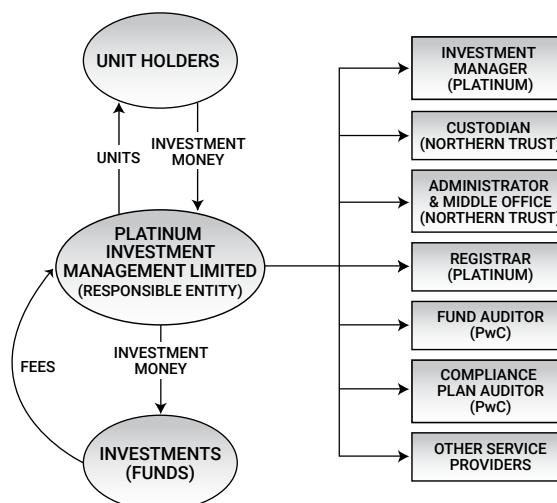 UNIT HOLDERS
UNITS
INVESTMENT
MONEY
PLATINUM
INVESTMENT
MANAGEMENT LIMITED
(RESPONSIBLE ENTITY)
FEES
INVESTMENT
MONEY
INVESTMENTS
(FUNDS)
INVESTMENT
MANAGER
(PLATINUM)
CUSTODIAN
(NORTHERN TRUST)
ADMINISTRATOR
& MIDDLE OFFICE
(NORTHERN TRUST)
REGISTRAR
(PLATINUM)
FUND AUDITOR
(PwC)
COMPLIANCE
PLAN AUDITOR
(PwC)
OTHER SERVICE
PROVIDERS